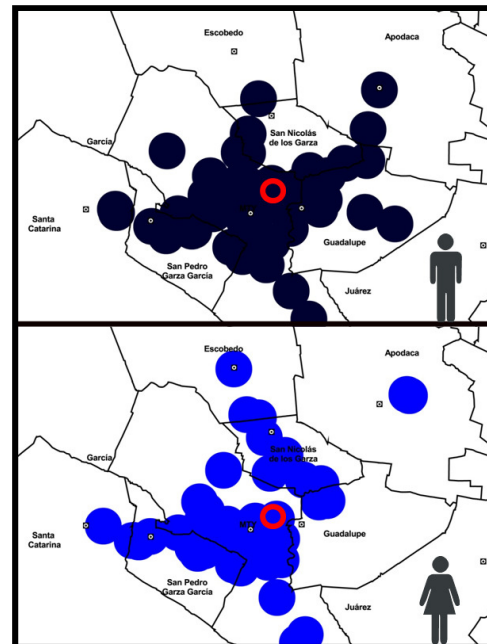 Escobedo
Apodaca
San Nicolás
de los Garza
García
Santa
Catarina
Guadalupe
San Pedro
Garza García
Juárez
Escobedo
Apodaca
San Nicolás
de los Garza
García
Santa
Catarina
MTY
Guadalupe
San Pedro
Garza García
Juárez